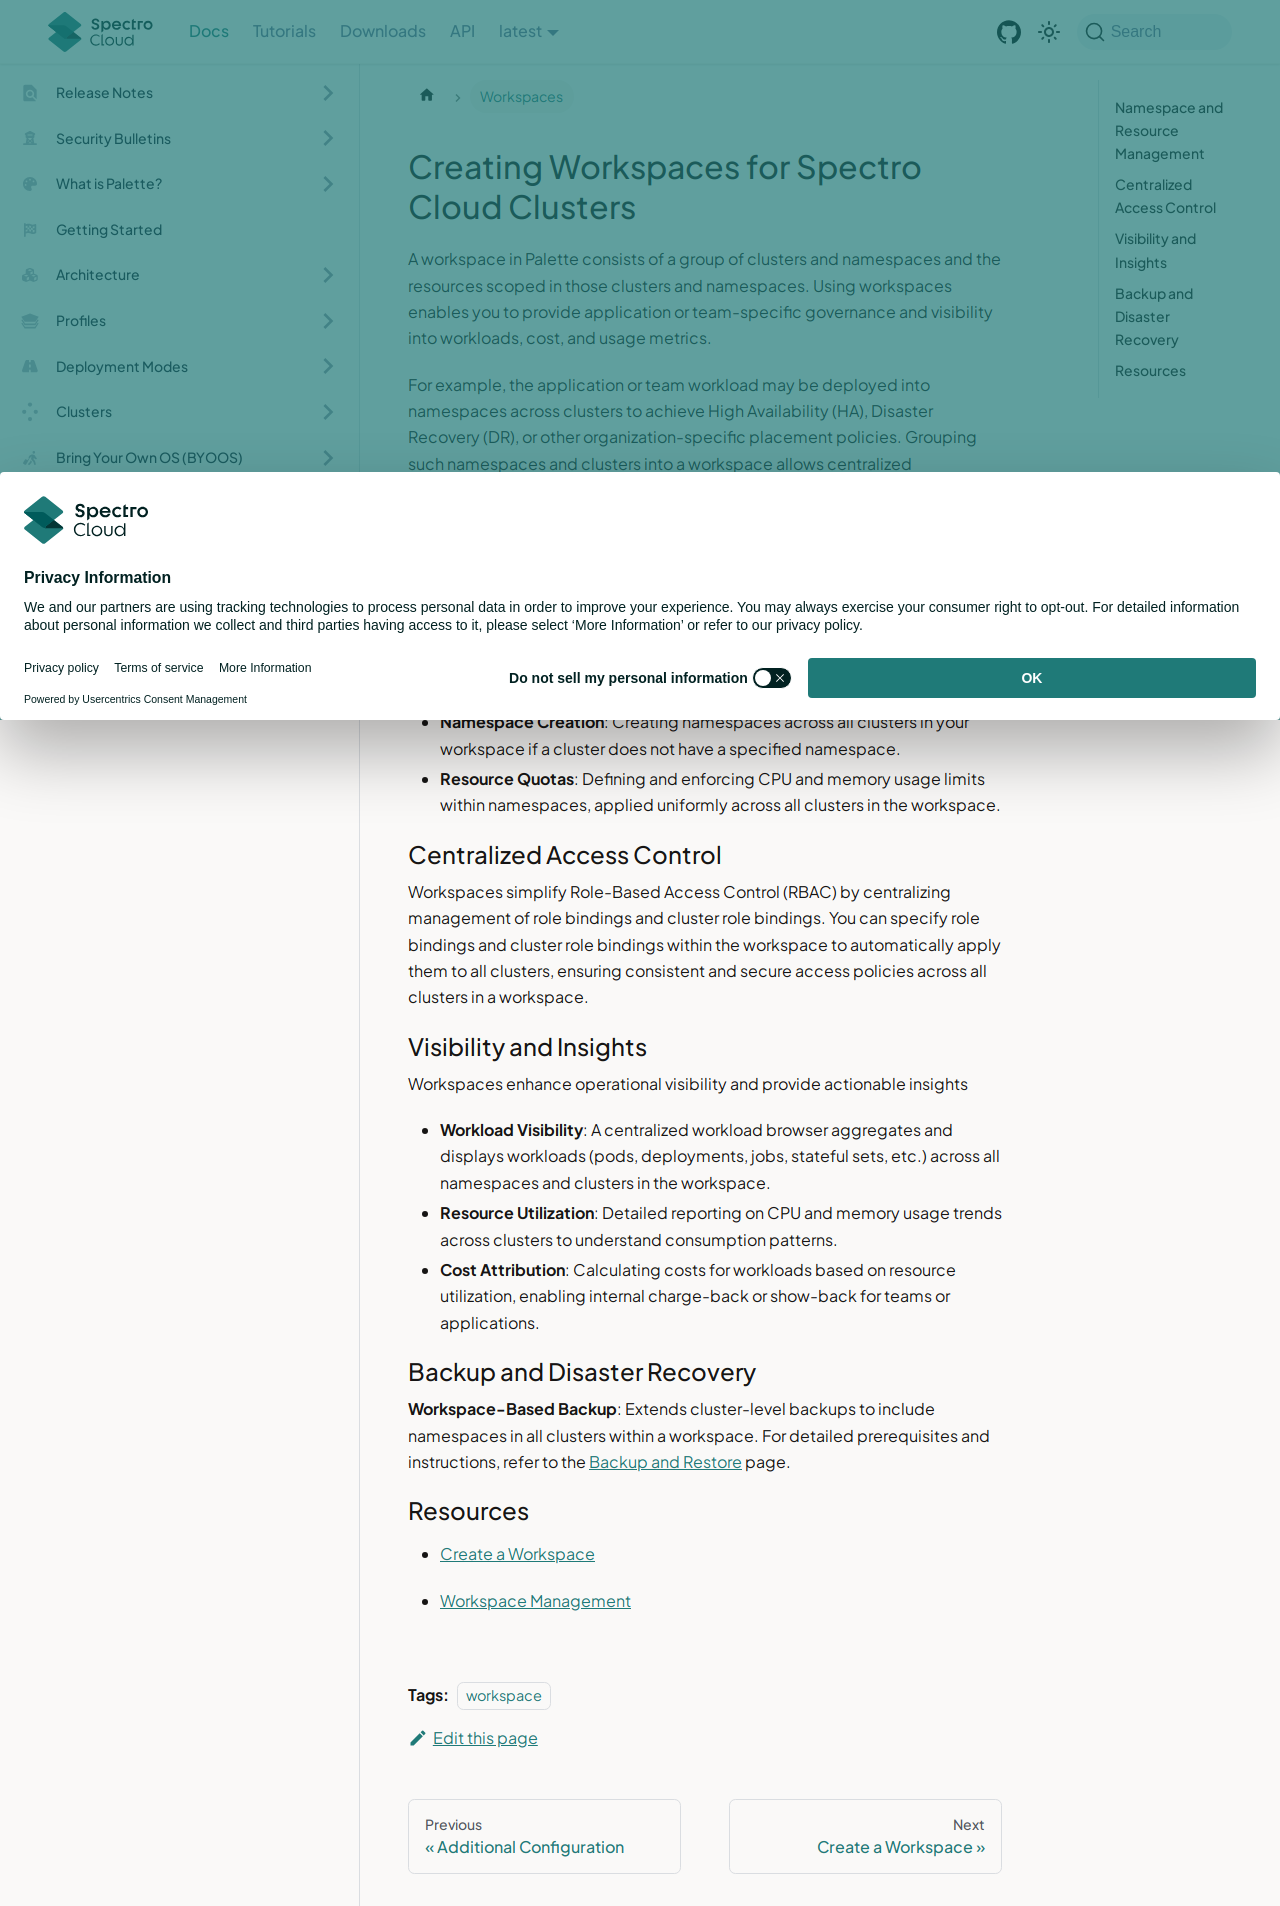 Spectro
Cloud
Docs
Tutorials
Downloads
API
latest
Search
Release Notes
Security Bulletins
What is Palette?
Getting Started
Architecture
Profiles
Deployment Modes
Clusters
Bring Your Own OS (BYOOS)
Workspaces
Creating Workspaces for Spectro
Cloud Clusters
A workspace in Palette consists of a group of clusters and namespaces and the
resources scoped in those clusters and namespaces. Using workspaces
enables you to provide application or team-specific governance and visibility
into workloads, cost, and usage metrics.
For example, the application or team workload may be deployed into
namespaces across clusters to achieve High Availability (HA), Disaster
Recovery (DR), or other organization-specific placement policies. Grouping
such namespaces and clusters into a workspace allows centralized
Namespace and
Resource
Management
Centralized
Access Control
Visibility and
Insights
Backup and
Disaster
Recovery
Resources
Spectro
Cloud
Privacy Information
We and our partners are using tracking technologies to process personal data in order to improve your experience. You may always exercise your consumer right to opt-out. For detailed information
about personal information we collect and third parties having access to it, please select ‘More Information’ or refer to our privacy policy.
Privacy policy
Terms of service
More Information
Powered by Usercentrics Consent Management
Do not sell my personal information
OK
Namespace Creation: Creating namespaces across all clusters in your
workspace if a cluster does not have a specified namespace.
Resource Quotas: Defining and enforcing CPU and memory usage limits
within namespaces, applied uniformly across all clusters in the workspace.
Centralized Access Control
Workspaces simplify Role-Based Access Control (RBAC) by centralizing
management of role bindings and cluster role bindings. You can specify role
bindings and cluster role bindings within the workspace to automatically apply
them to all clusters, ensuring consistent and secure access policies across all
clusters in a workspace.
Visibility and Insights
Workspaces enhance operational visibility and provide actionable insights
Workload Visibility: A centralized workload browser aggregates and
displays workloads (pods, deployments, jobs, stateful sets, etc.) across all
namespaces and clusters in the workspace.
Resource Utilization: Detailed reporting on CPU and memory usage trends
across clusters to understand consumption patterns.
Cost Attribution: Calculating costs for workloads based on resource
utilization, enabling internal charge-back or show-back for teams or
applications.
Backup and Disaster Recovery
Workspace-Based Backup: Extends cluster-level backups to include
namespaces in all clusters within a workspace. For detailed prerequisites and
instructions, refer to the Backup and Restore page.
Resources
Create a Workspace
Workspace Management
Tags: workspace
Edit this page
Previous
« Additional Configuration
Next
Create a Workspace »